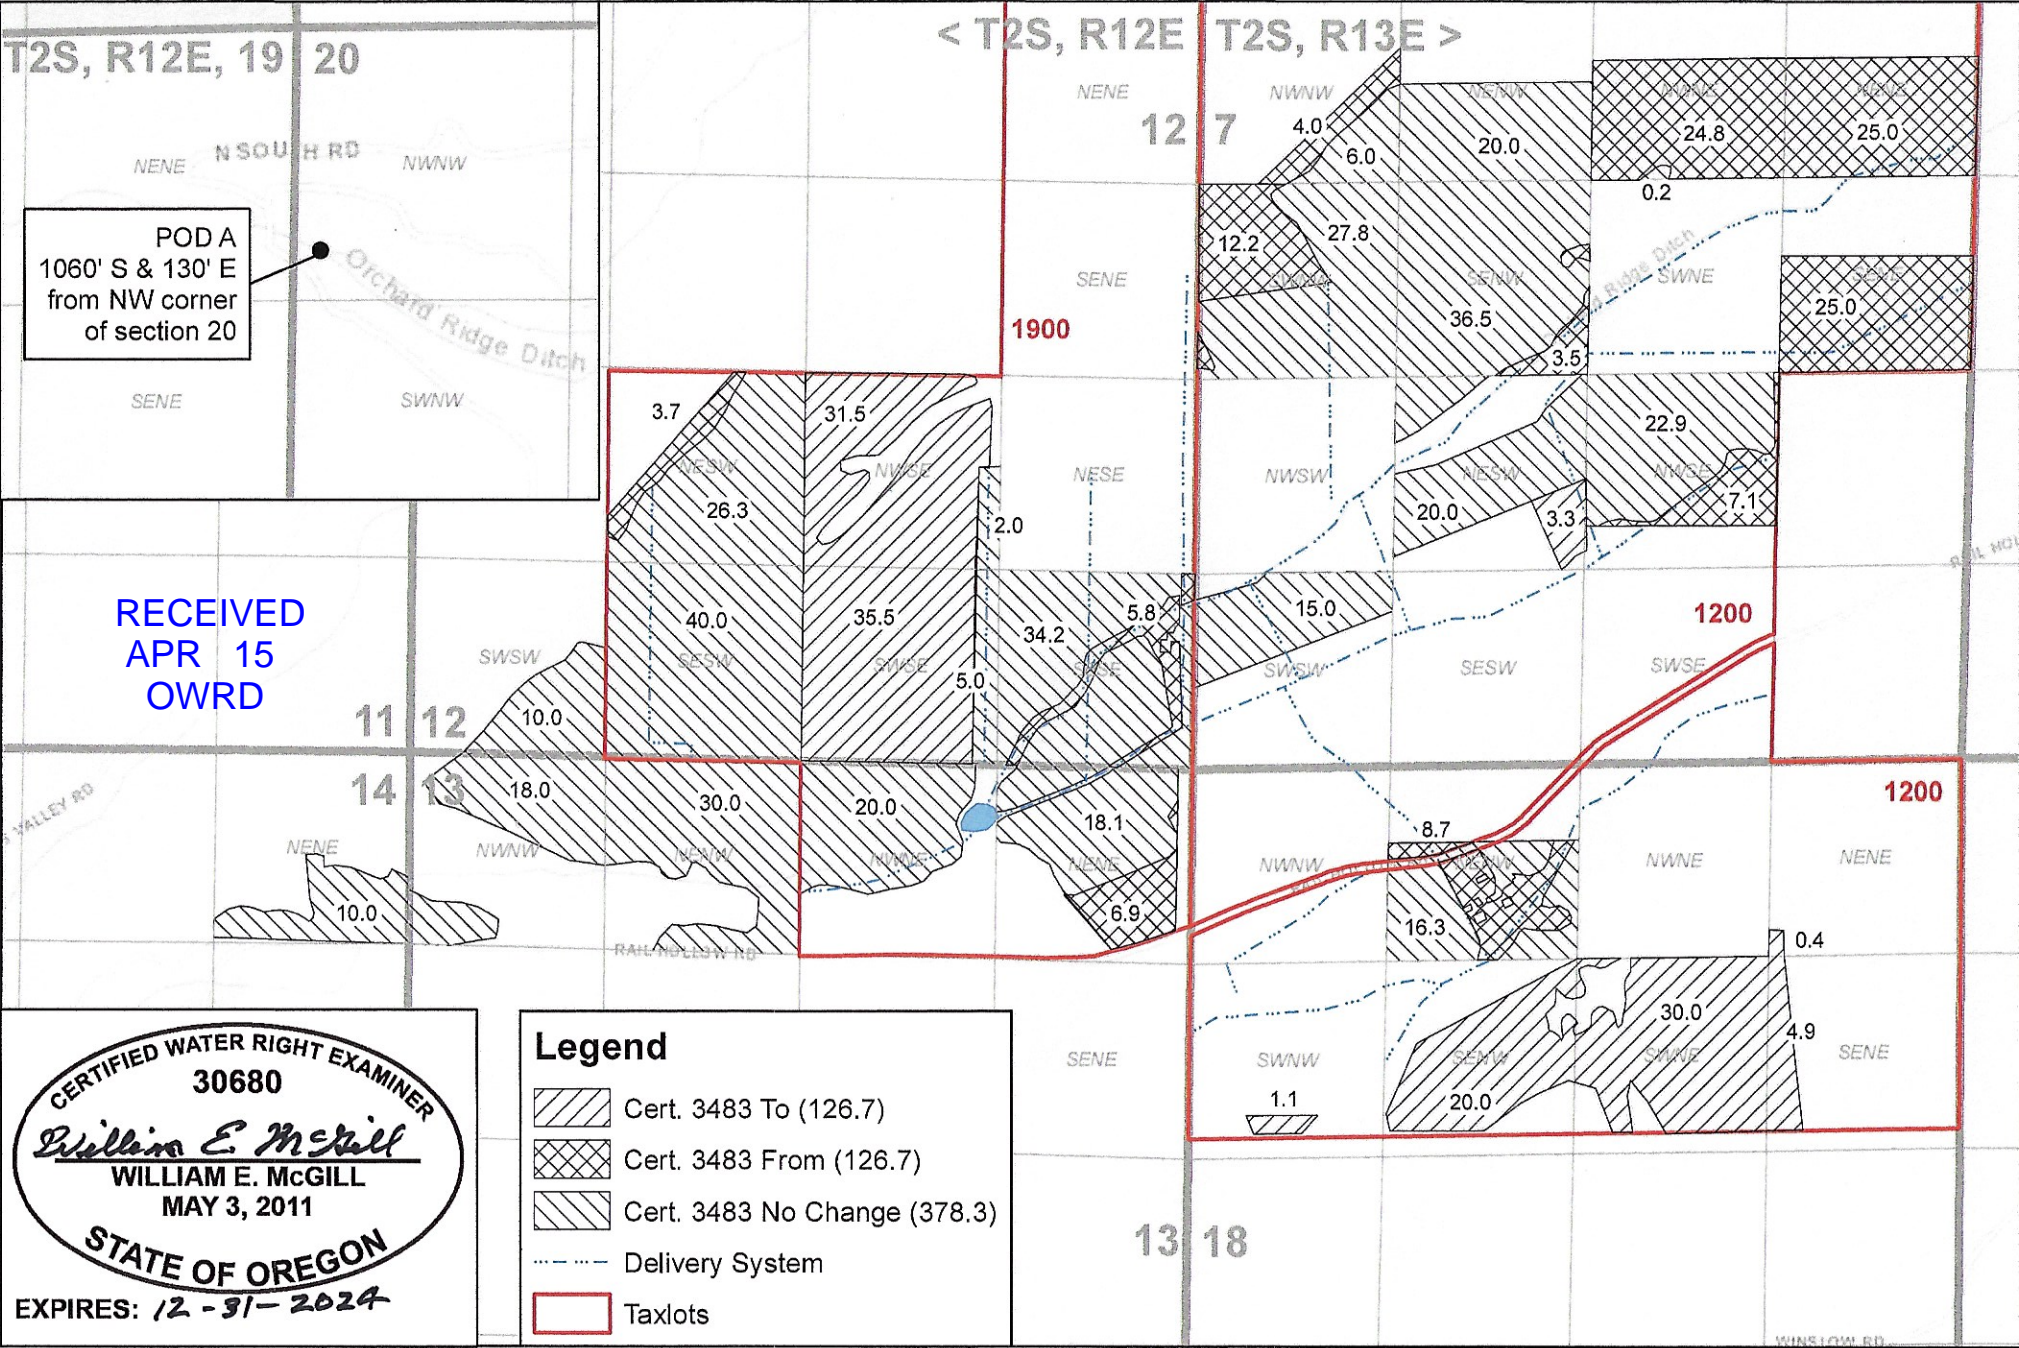 T2S, R12E, 19 20
N SOUTH RD
NENE
NWNW
POD A
1060' S & 130' E
from NW corner
of section 20
Orchard Ridge Ditch
SENE
SWNW
< T2S, R12E T2S, R13E >
NENE
NWNW
NENW
NWNE
NENE
12 7
4.0
6.0
20.0
24.8
25.0
0.2
12.2
27.8
SENE
SWNW
SENW
SWNE
SENE
Ridge Ditch
36.5
25.0
1900
3.5
3.7
31.5
22.9
NESW
NWSE
NESE
NWSW
NESW
NWSE
26.3
2.0
20.0
3.3
7.1
RECEIVED
APR 15
OWRD
40.0
35.5
34.2
5.8
15.0
1200
SWSW
SESW
SWSE
SESE
SWSW
SESW
SWSE
5.0
10.0
11 12
14 13
18.0
30.0
20.0
18.1
8.7
1200
VALLEY RD
NENE
NWNW
NENW
NWNE
NENE
NWNW
NENW
NWNE
NENE
10.0
6.9
16.3
RAIL HOLLOW RD
0.4
30.0
4.9
SENE
SWNW
SENW
SWNE
SENE
1.1
20.0
13 18
WINSLOW RD
CERTIFIED WATER RIGHT EXAMINER
30680
William E. McGill
WILLIAM E. McGILL
MAY 3, 2011
STATE OF OREGON
EXPIRES: 12-31-2024
Legend
Cert. 3483 To (126.7)
Cert. 3483 From (126.7)
Cert. 3483 No Change (378.3)
Delivery System
Taxlots